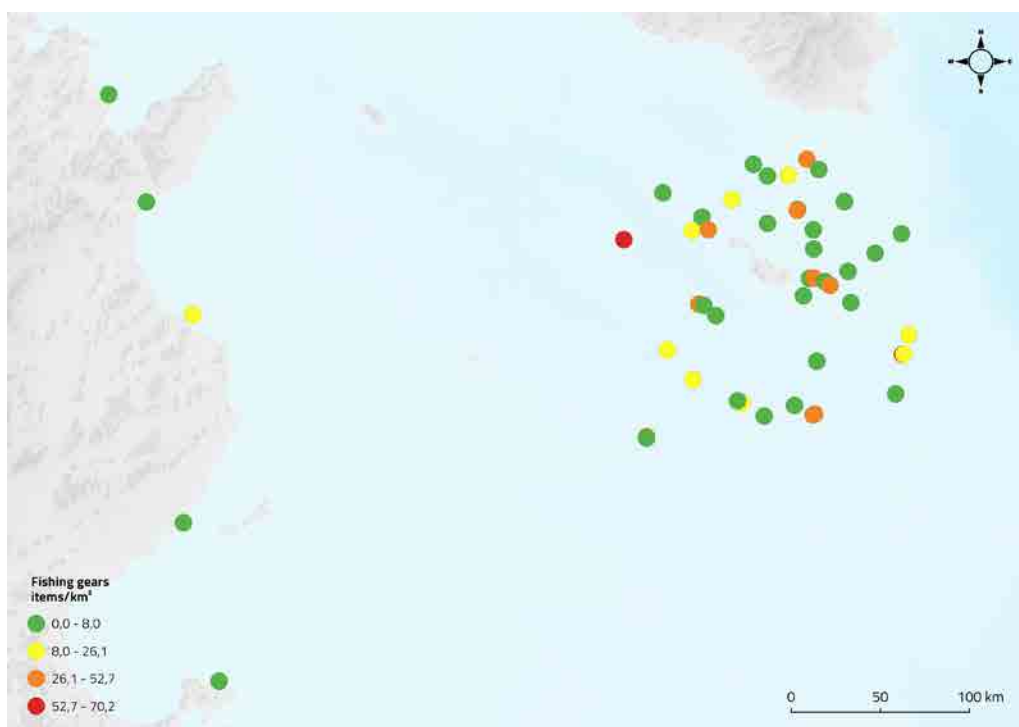 N
Fishing gears
items/km²
0,0 - 8,0
8,0 - 26,1
26,1 - 52,7
52,7 - 70,2
0 50 100 km